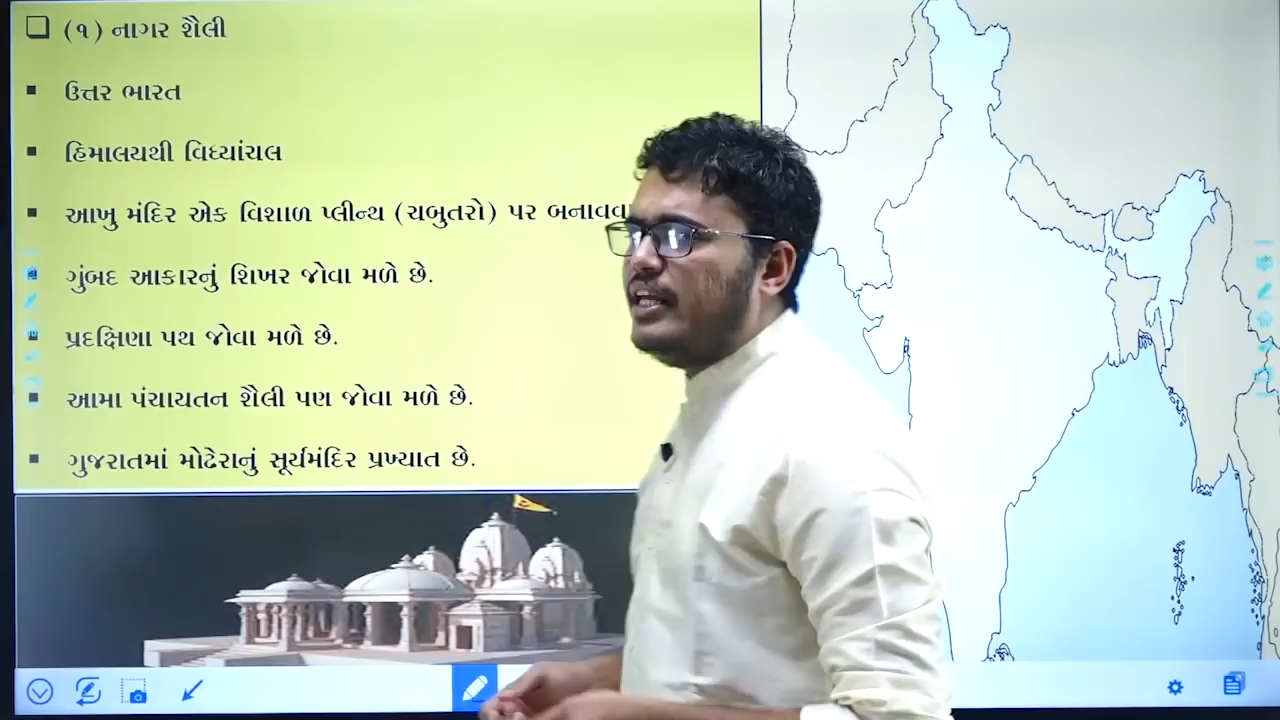 (૧) નાગર શૈલી
ઉત્તર ભારત
હિમાલયથી વિધ્યાંચલ
આખુ મંદિર એક વિશાળ પ્લીન્થ (ચબુતરો) પર
ગુંબદ આકારનું શિખર જોવા મળે છે.
પ્રદક્ષિણા પથ જોવા મળે છે.
આમા પંચાયતન શૈલી પણ જોવા મળે છે.
ગુજરાતમાં મોઢેરાનું સૂર્યમંદિર પ્રખ્યાત છે.